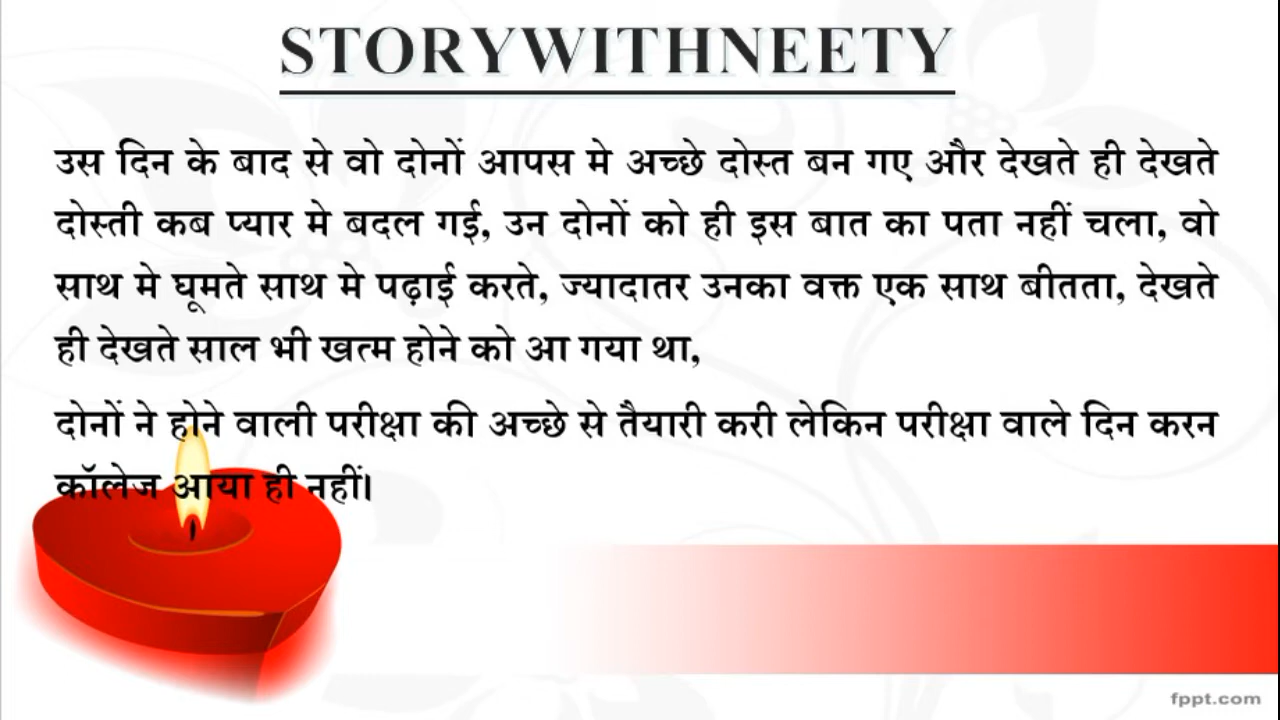 STORYWITHNEETY
उस दिन के बाद से वो दोनों आपस मे अच्छे दोस्त बन गए और देखते ही देखते
दोस्ती कब प्यार मे बदल गई, उन दोनों को ही इस बात का पता नहीं चला, वो
साथ मे घूमते साथ मे पढ़ाई करते, ज्यादातर उनका वक्त एक साथ बीतता, देखते
ही देखते साल भी खत्म होने को आ गया था,
दोनों ने होने वाली परीक्षा की अच्छे से तैयारी करी लेकिन परीक्षा वाले दिन करन
कॉलेज आया ही नहीं।
fppt.com